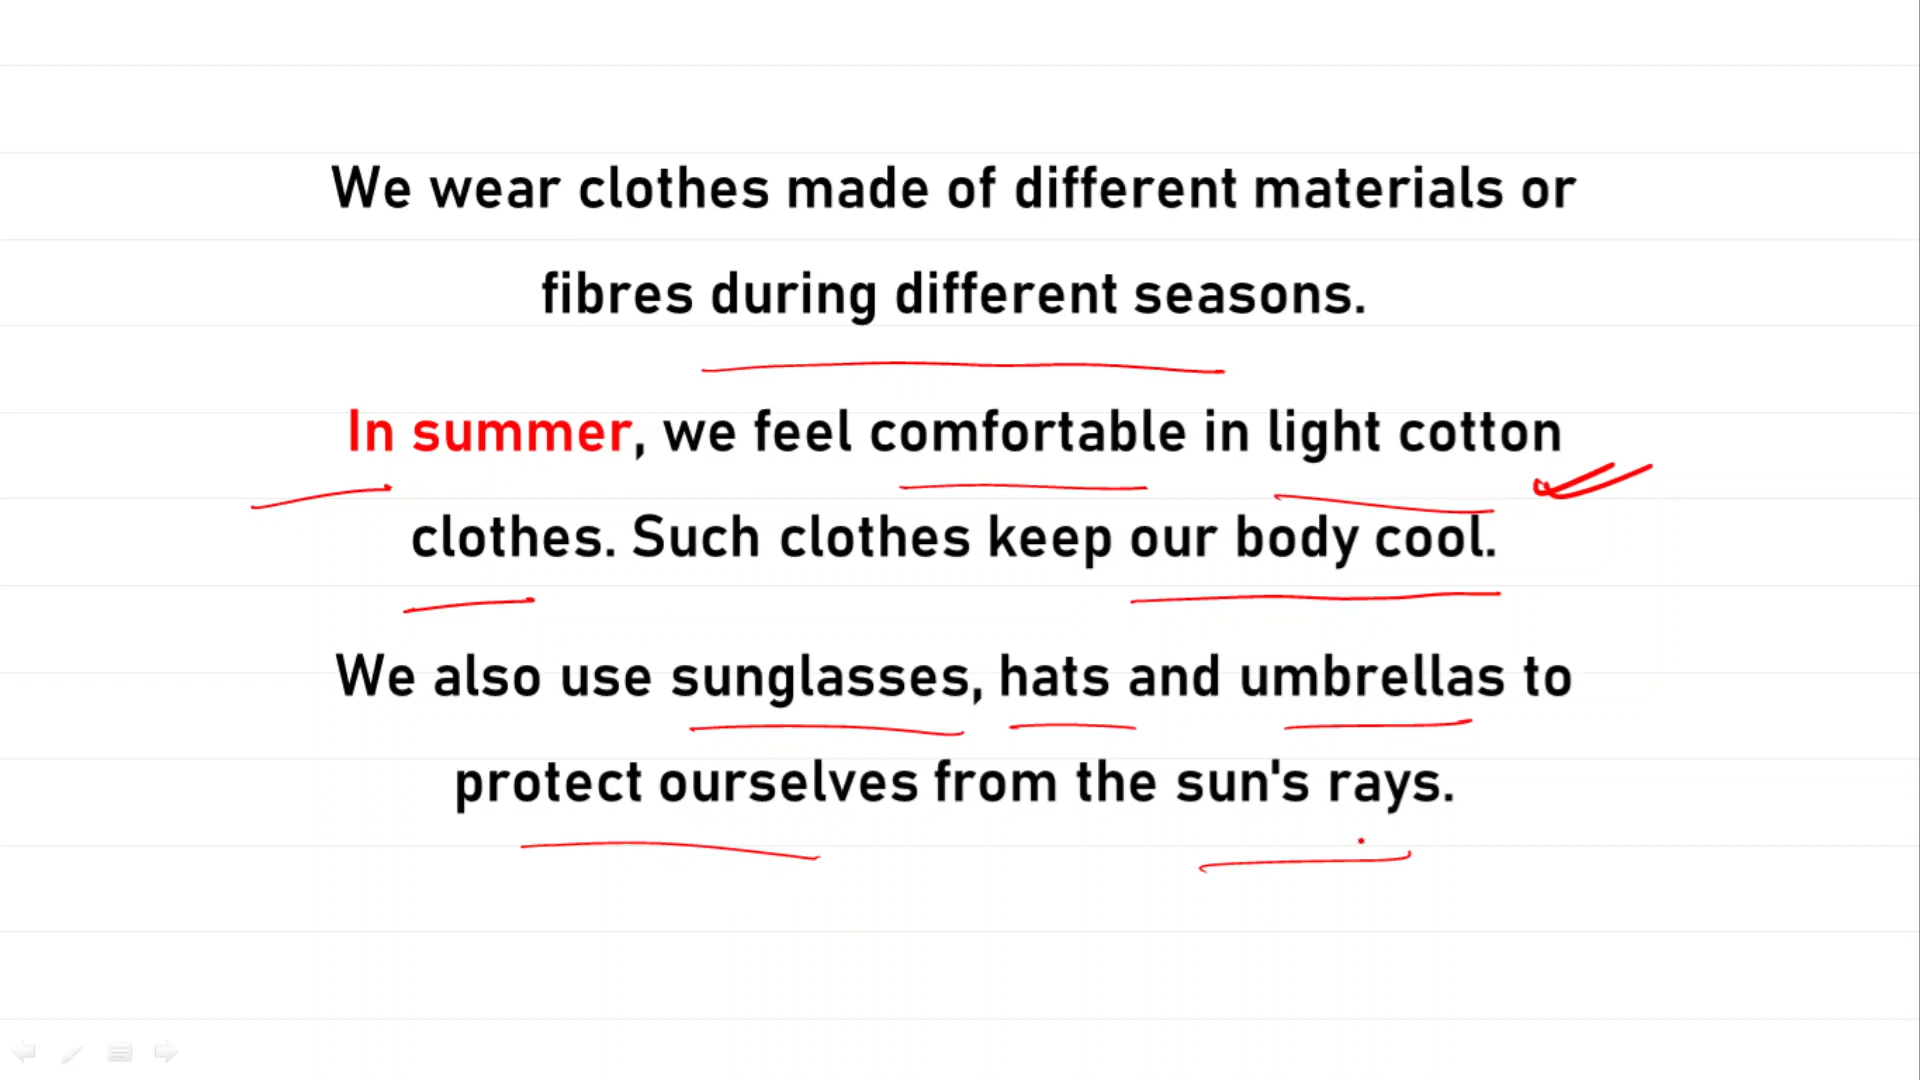 We wear clothes made of different materials or
fibres during different seasons.
In summer, we feel comfortable in light cotton
clothes. Such clothes keep our body cool.
We also use sunglasses, hats and umbrellas to
protect ourselves from the sun's rays.